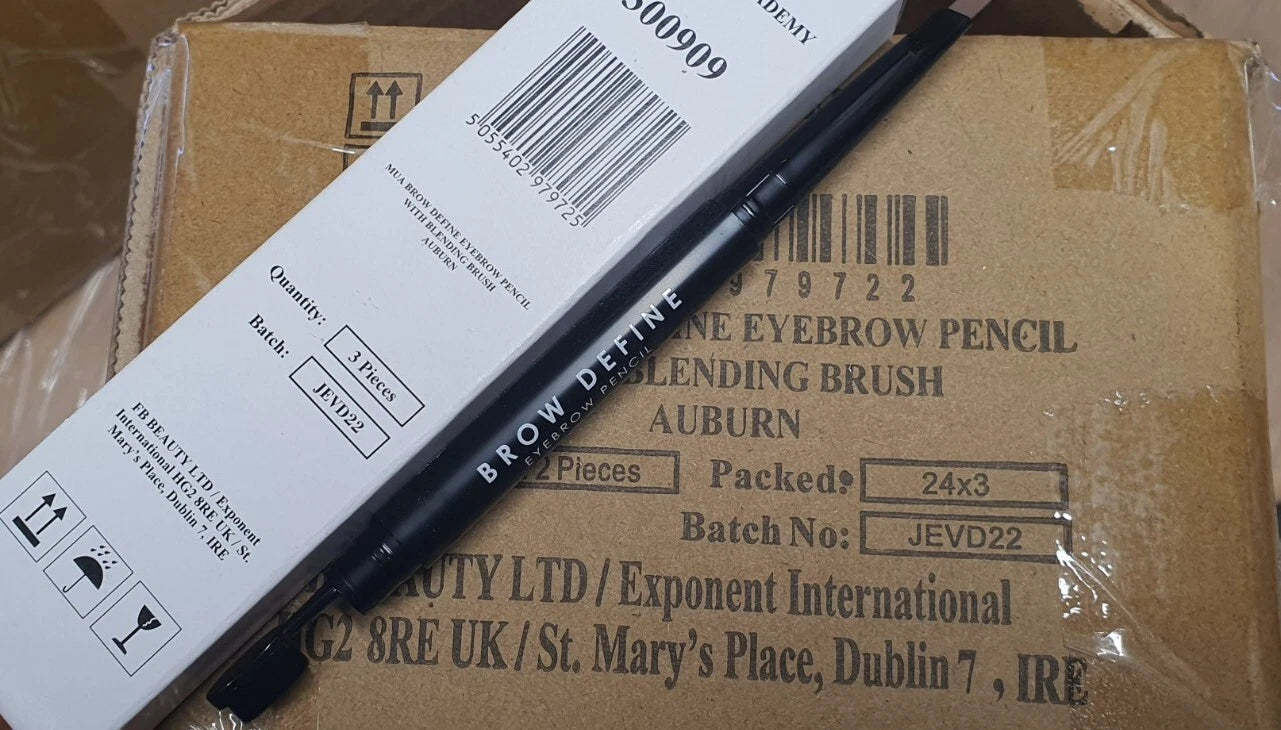 DEMY
S00909
5 055402 979725
MUA BROW DEFINE EYEBROW PENCIL
WITH BLENDING BRUSH
AUBURN
Quantity: 3 Pieces
Batch: JEVD22
FB BEAUTY LTD /Exponent
International HG2 8RE UK/ St.
Mary's Place, Dublin 7 , IRE
BROW DEFINE
EYEBROW PENCIL
979722
INE EYEBROW PENCIL
BLENDING BRUSH
AUBURN
2 Pieces Packed: 24x3
Batch No: JEVD22
AUTY LTD / Exponent International
HG2 8RE UK / St. Mary's Place, Dublin 7 , IRE